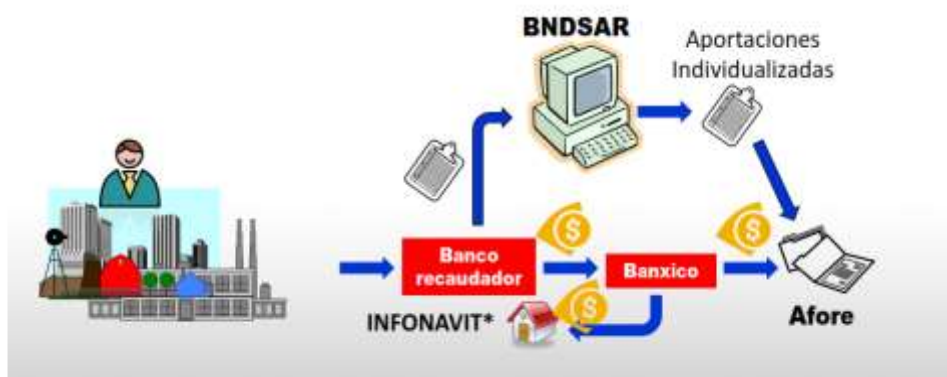 BNDSAR
Aportaciones
Individualizadas
Banco
recaudador
Banxico
INFONAVIT*
Afore